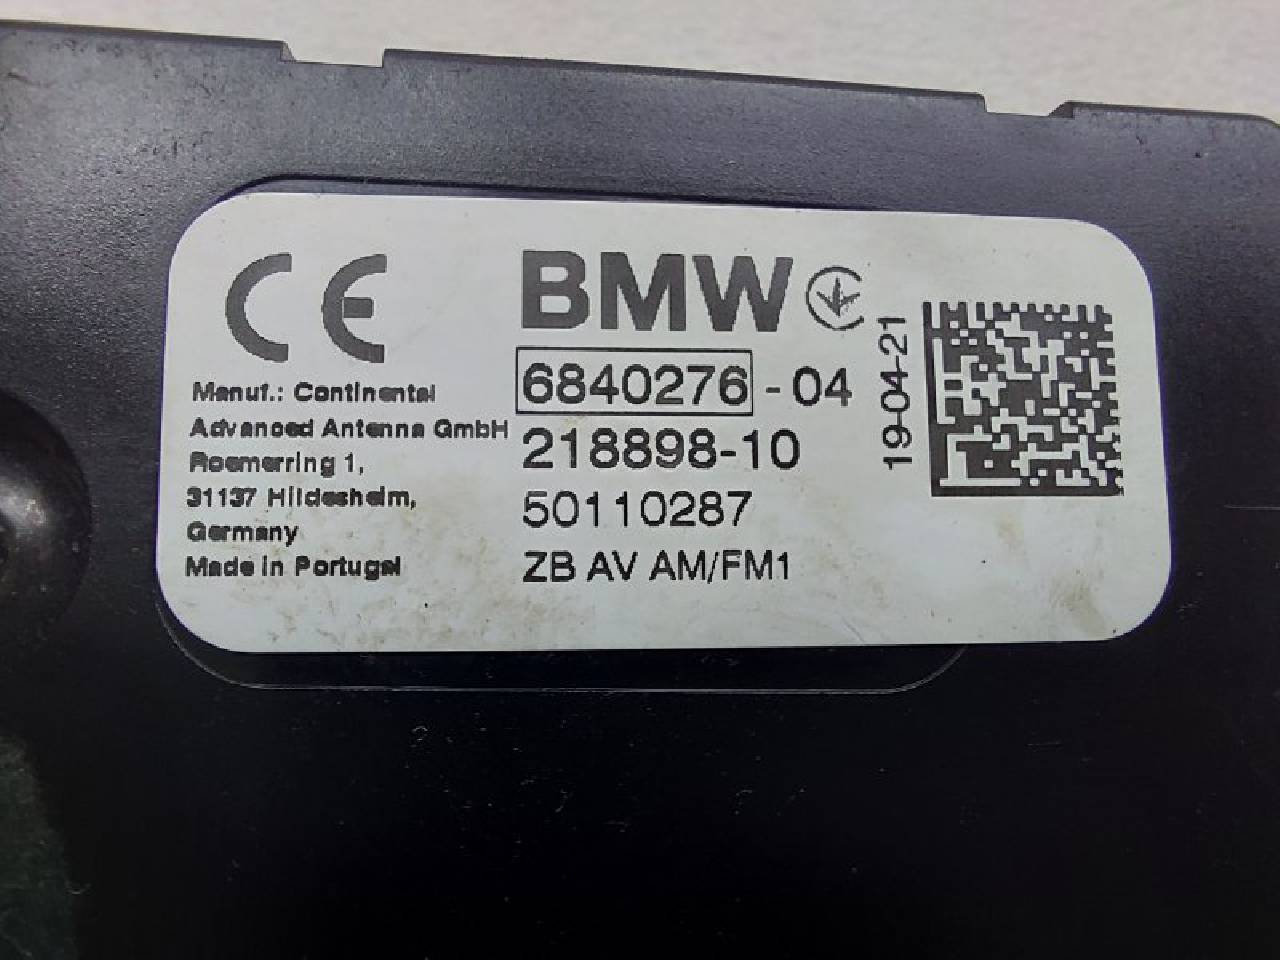 CE
Manuf.: Continental
Advanced Antenna GmbH
Roemerring 1,
31137 Hildesheim,
Germany
Made in Portugal
BMW
6840276 - 04
218898-10
50110287
ZB AV AM/FM1
19-04-21